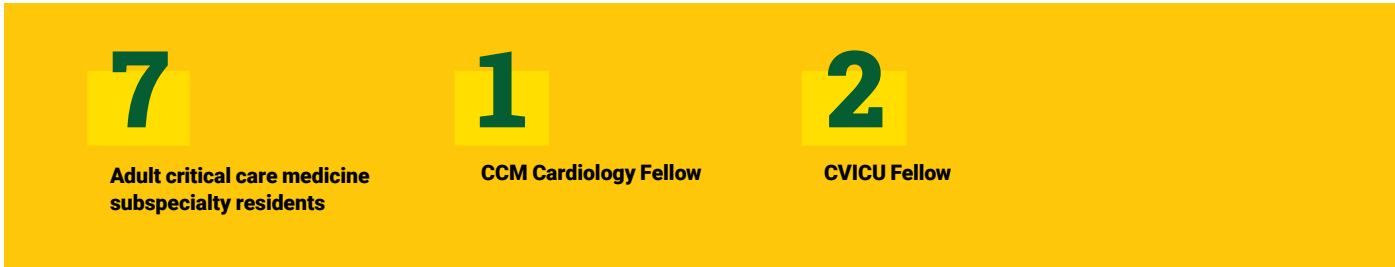 7
Adult critical care medicine
subspecialty residents
1
CCM Cardiology Fellow
2
CVICU Fellow